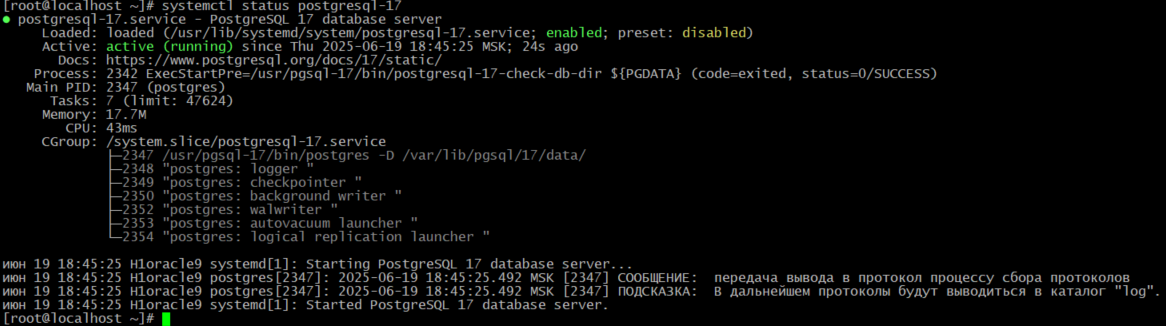 [root@localhost ~]# systemctl status postgresql-17
● postgresql-17.service - PostgreSQL 17 database server
     Loaded: loaded (/usr/lib/systemd/system/postgresql-17.service; enabled; preset: disabled)
     Active: active (running) since Thu 2025-06-19 18:45:25 MSK; 24s ago
       Docs: https://www.postgresql.org/docs/17/static/
    Process: 2342 ExecStartPre=/usr/pgsql-17/bin/postgresql-17-check-db-dir ${PGDATA} (code=exited, status=0/SUCCESS)
   Main PID: 2347 (postgres)
      Tasks: 7 (limit: 47624)
     Memory: 17.7M
        CPU: 43ms
     CGroup: /system.slice/postgresql-17.service
             ├─2347 /usr/pgsql-17/bin/postgres -D /var/lib/pgsql/17/data/
             ├─2348 "postgres: logger "
             ├─2349 "postgres: checkpointer "
             ├─2350 "postgres: background writer "
             ├─2352 "postgres: walwriter "
             ├─2353 "postgres: autovacuum launcher "
             └─2354 "postgres: logical replication launcher "
июн 19 18:45:25 H1oracle9 systemd[1]: Starting PostgreSQL 17 database server...
июн 19 18:45:25 H1oracle9 postgres[2347]: 2025-06-19 18:45:25.492 MSK [2347] СООБЩЕНИЕ:  передача вывода в протокол процессу сбора протоколов
июн 19 18:45:25 H1oracle9 postgres[2347]: 2025-06-19 18:45:25.492 MSK [2347] ПОДСКАЗКА:  В дальнейшем протоколы будут выводиться в каталог "log".
июн 19 18:45:25 H1oracle9 systemd[1]: Started PostgreSQL 17 database server.
[root@localhost ~]#